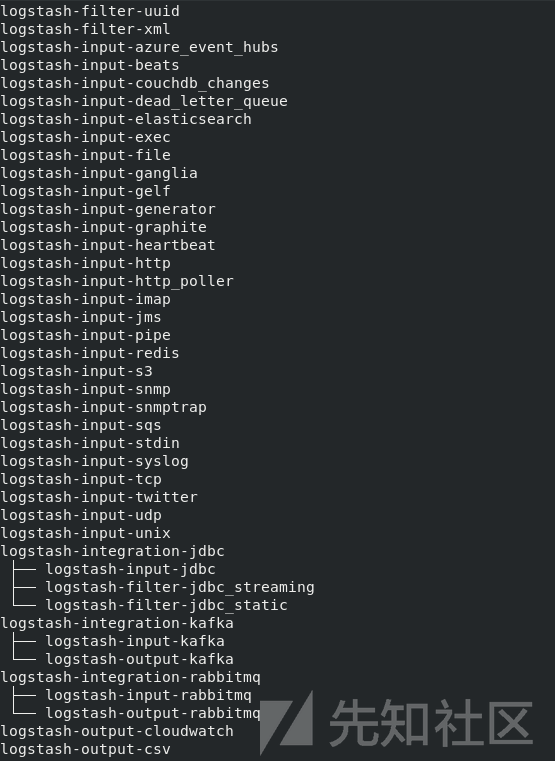 logstash-filter-uuid
logstash-filter-xml
logstash-input-azure_event_hubs
logstash-input-beats
logstash-input-couchdb_changes
logstash-input-dead_letter_queue
logstash-input-elasticsearch
logstash-input-exec
logstash-input-file
logstash-input-ganglia
logstash-input-gelf
logstash-input-generator
logstash-input-graphite
logstash-input-heartbeat
logstash-input-http
logstash-input-http_poller
logstash-input-imap
logstash-input-jms
logstash-input-pipe
logstash-input-redis
logstash-input-s3
logstash-input-snmp
logstash-input-snmptrap
logstash-input-sqs
logstash-input-stdin
logstash-input-syslog
logstash-input-tcp
logstash-input-twitter
logstash-input-udp
logstash-input-unix
logstash-integration-jdbc
├── logstash-input-jdbc
├── logstash-filter-jdbc_streaming
└── logstash-filter-jdbc_static
logstash-integration-kafka
├── logstash-input-kafka
└── logstash-output-kafka
logstash-integration-rabbitmq
├── logstash-input-rabbitmq
└── logstash-output-rabbitmq
logstash-output-cloudwatch
logstash-output-csv
先知社区